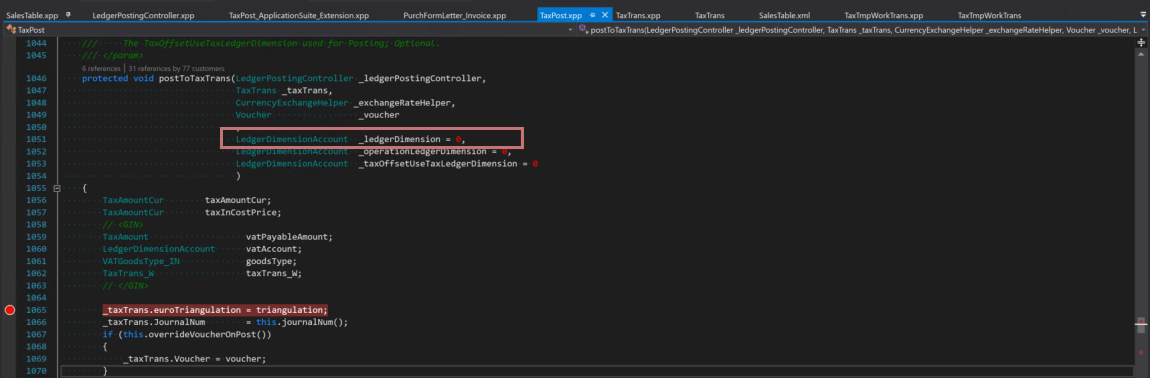 SalesTable.xpp LedgerPostingController.xpp TaxPost_ApplicationSuite_Extension.xpp PurchFormLetter_Invoice.xpp TaxPost.xpp TaxTrans.xpp TaxTrans SalesTable.xml TaxTmpWorkTrans.xpp TaxTmpWorkTrans
TaxPost postToTaxTrans(LedgerPostingController _ledgerPostingController, TaxTrans _taxTrans, CurrencyExchangeHelper _exchangeRateHelper, Voucher _voucher, L
1044 /// The TaxOffsetUseTaxLedgerDimension used for Posting; Optional.
1045 /// </param>
6 references | 31 references by 77 customers
1046 protected void postToTaxTrans(LedgerPostingController _ledgerPostingController,
1047 TaxTrans _taxTrans,
1048 CurrencyExchangeHelper _exchangeRateHelper,
1049 Voucher _voucher
1050 ,
1051 LedgerDimensionAccount _ledgerDimension = 0,
1052 LedgerDimensionAccount _operationLedgerDimension = 0,
1053 LedgerDimensionAccount _taxOffsetUseTaxLedgerDimension = 0
1054 )
1055 {
1056 TaxAmountCur taxAmountCur;
1057 TaxAmountCur taxInCostPrice;
1058 // <GIN>
1059 TaxAmount vatPayableAmount;
1060 LedgerDimensionAccount vatAccount;
1061 VATGoodsType_IN goodsType;
1062 TaxTrans_W taxTrans_W;
1063 // </GIN>
1064
1065 _taxTrans.euroTriangulation = triangulation;
1066 _taxTrans.JournalNum = this.journalNum();
1067 if (this.overrideVoucherOnPost())
1068 {
1069 _taxTrans.Voucher = voucher;
1070 }